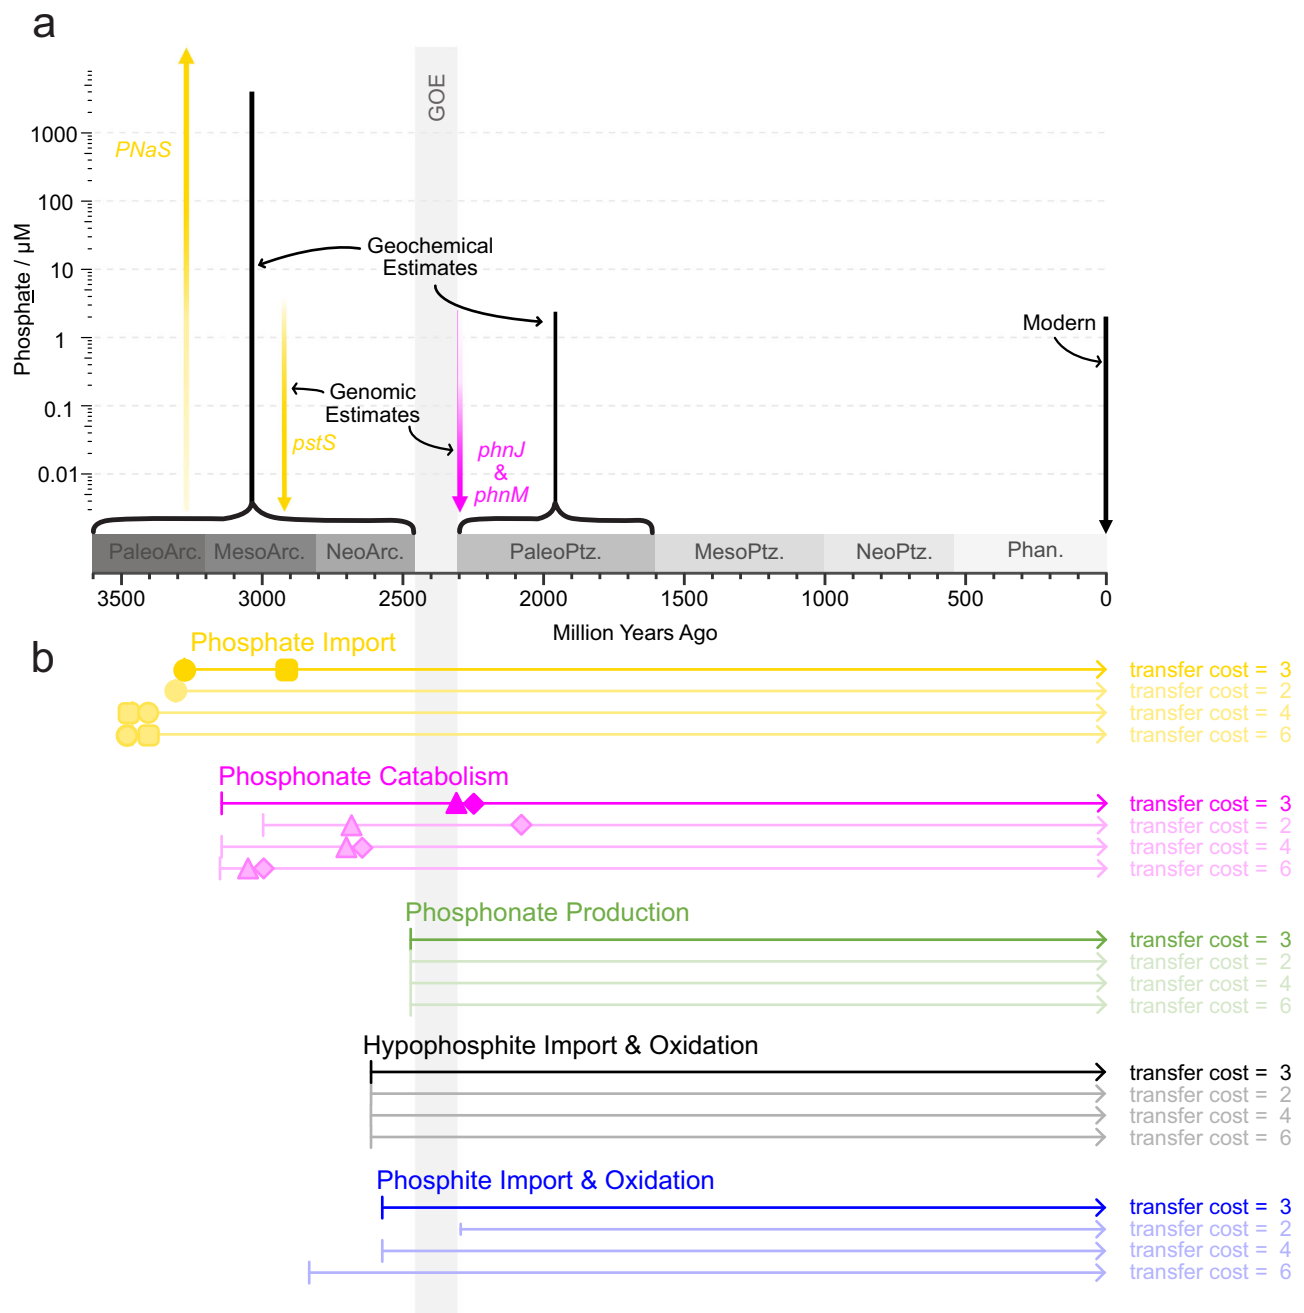 a
GOE
1000
100
10
1
0.1
0.01
Phosphate / µM
PNaS
Geochemical
Estimates
Modern
Genomic
Estimates
pstS
phnJ
&
phnM
PaleoArc.
MesoArc.
NeoArc.
PaleoPtz.
MesoPtz.
NeoPtz.
Phan.
3500
3000
2500
2000
1500
1000
500
0
Million Years Ago
b
Phosphate Import
transfer cost = 3
transfer cost = 2
transfer cost = 4
transfer cost = 6
Phosphonate Catabolism
transfer cost = 3
transfer cost = 2
transfer cost = 4
transfer cost = 6
Phosphonate Production
transfer cost = 3
transfer cost = 2
transfer cost = 4
transfer cost = 6
Hypophosphite Import & Oxidation
transfer cost = 3
transfer cost = 2
transfer cost = 4
transfer cost = 6
Phosphite Import & Oxidation
transfer cost = 3
transfer cost = 2
transfer cost = 4
transfer cost = 6